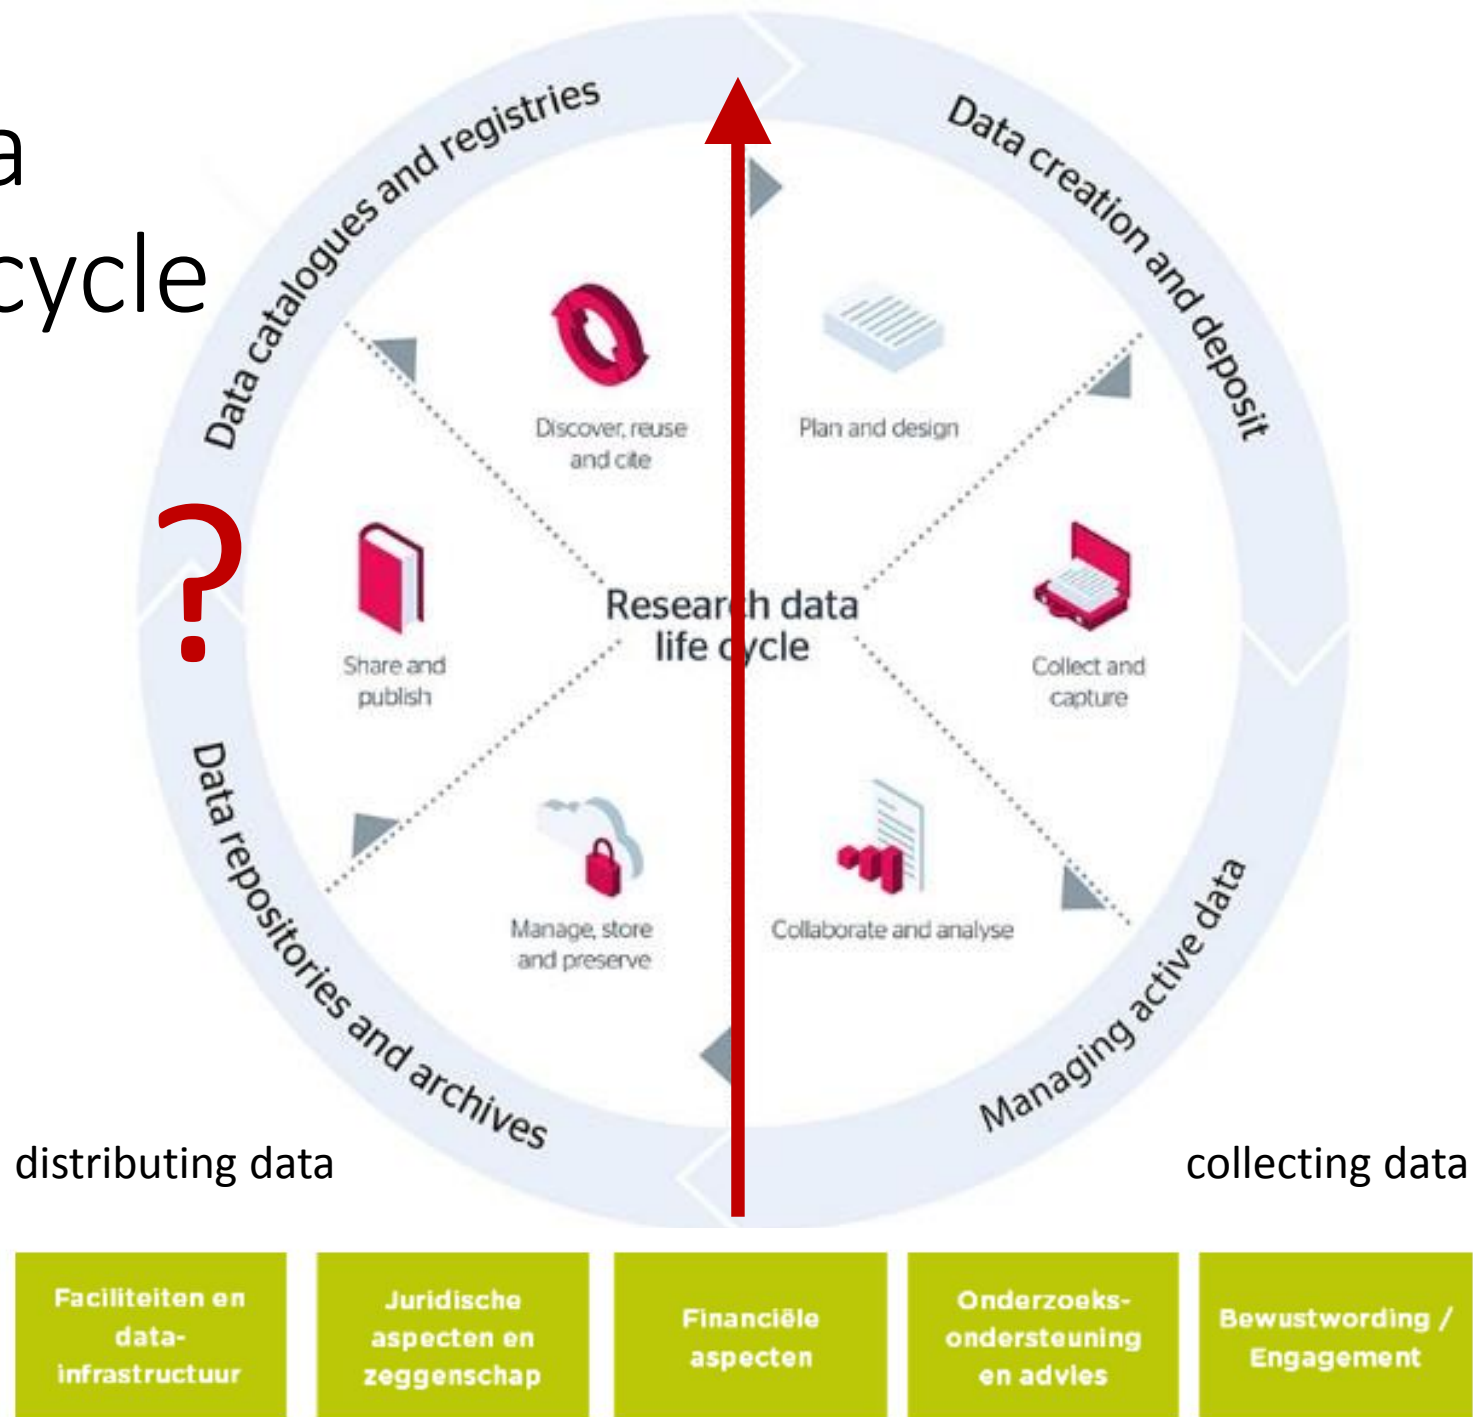 a
cycle
Data catalogues and registries
Data creation and deposit
Discover, reuse
and cite
Plan and design
?
Share and
publish
Research data
life cycle
Collect and
capture
Manage, store
and preserve
Collaborate and analyse
Data repositories and archives
Managing active data
distributing data
collecting data
Faciliteiten en
data-
infrastructuur
Juridische
aspecten en
zeggenschap
Financiële
aspecten
Onderzoeks-
ondersteuning
en advies
Bewustwording /
Engagement